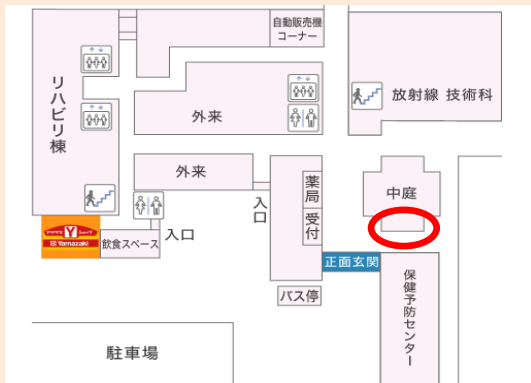 自動販売機
コーナー
リハビリ棟
外来
放射線 技術科
外来
薬局
受付
中庭
入口
入口
Y
Yamazaki
飲食スペース
正面玄関
バス停
保健予防センター
駐車場